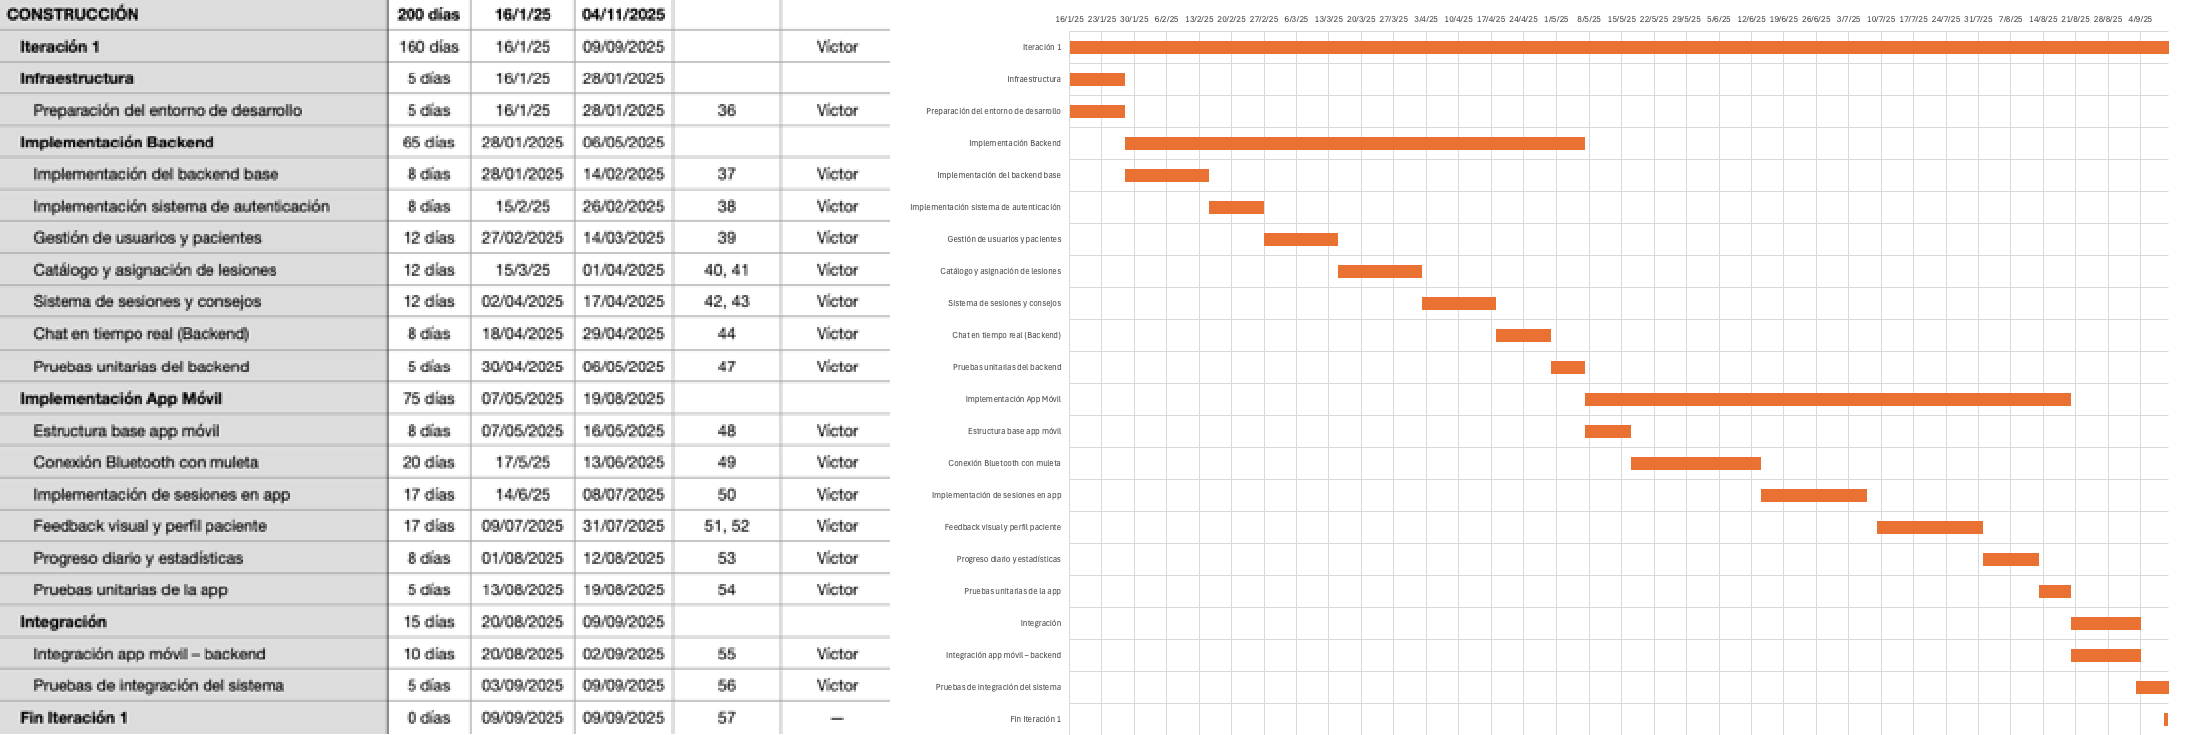 CONSTRUCCIÓN 200 días 16/1/25 04/11/2025
Iteración 1 160 días 16/1/25 09/09/2025 Víctor
Infraestructura 5 días 16/1/25 28/01/2025
Preparación del entorno de desarrollo 5 días 16/1/25 28/01/2025 36 Víctor
Implementación Backend 65 días 28/01/2025 06/05/2025
Implementación del backend base 8 días 28/01/2025 14/02/2025 37 Víctor
Implementación sistema de autenticación 8 días 15/2/25 26/02/2025 38 Víctor
Gestión de usuarios y pacientes 12 días 27/02/2025 14/03/2025 39 Víctor
Catálogo y asignación de lesiones 12 días 15/3/25 01/04/2025 40, 41 Víctor
Sistema de sesiones y consejos 12 días 02/04/2025 17/04/2025 42, 43 Víctor
Chat en tiempo real (Backend) 8 días 18/04/2025 29/04/2025 44 Víctor
Pruebas unitarias del backend 5 días 30/04/2025 06/05/2025 47 Víctor
Implementación App Móvil 75 días 07/05/2025 19/08/2025
Estructura base app móvil 8 días 07/05/2025 16/05/2025 48 Víctor
Conexión Bluetooth con muleta 20 días 17/5/25 13/06/2025 49 Víctor
Implementación de sesiones en app 17 días 14/6/25 08/07/2025 50 Víctor
Feedback visual y perfil paciente 17 días 09/07/2025 31/07/2025 51, 52 Víctor
Progreso diario y estadísticas 8 días 01/08/2025 12/08/2025 53 Víctor
Pruebas unitarias de la app 5 días 13/08/2025 19/08/2025 54 Víctor
Integración 15 días 20/08/2025 09/09/2025
Integración app móvil – backend 10 días 20/08/2025 02/09/2025 55 Víctor
Pruebas de integración del sistema 5 días 03/09/2025 09/09/2025 56 Víctor
Fin Iteración 1 0 días 09/09/2025 09/09/2025 57 —
16/1/25 23/1/25 30/1/25 6/2/25 13/2/25 20/2/25 27/2/25 6/3/25 13/3/25 20/3/25 27/3/25 3/4/25 10/4/25 17/4/25 24/4/25 1/5/25 8/5/25 15/5/25 22/5/25 29/5/25 5/6/25 12/6/25 19/6/25 26/6/25 3/7/25 10/7/25 17/7/25 24/7/25 31/7/25 7/8/25 14/8/25 21/8/25 28/8/25 4/9/25
Iteración 1
Infraestructura
Preparación del entorno de desarrollo
Implementación Backend
Implementación del backend base
Implementación sistema de autenticación
Gestión de usuarios y pacientes
Catálogo y asignación de lesiones
Sistema de sesiones y consejos
Chat en tiempo real (Backend)
Pruebas unitarias del backend
Implementación App Móvil
Estructura base app móvil
Conexión Bluetooth con muleta
Implementación de sesiones en app
Feedback visual y perfil paciente
Progreso diario y estadísticas
Pruebas unitarias de la app
Integración
Integración app móvil – backend
Pruebas de integración del sistema
Fin Iteración 1